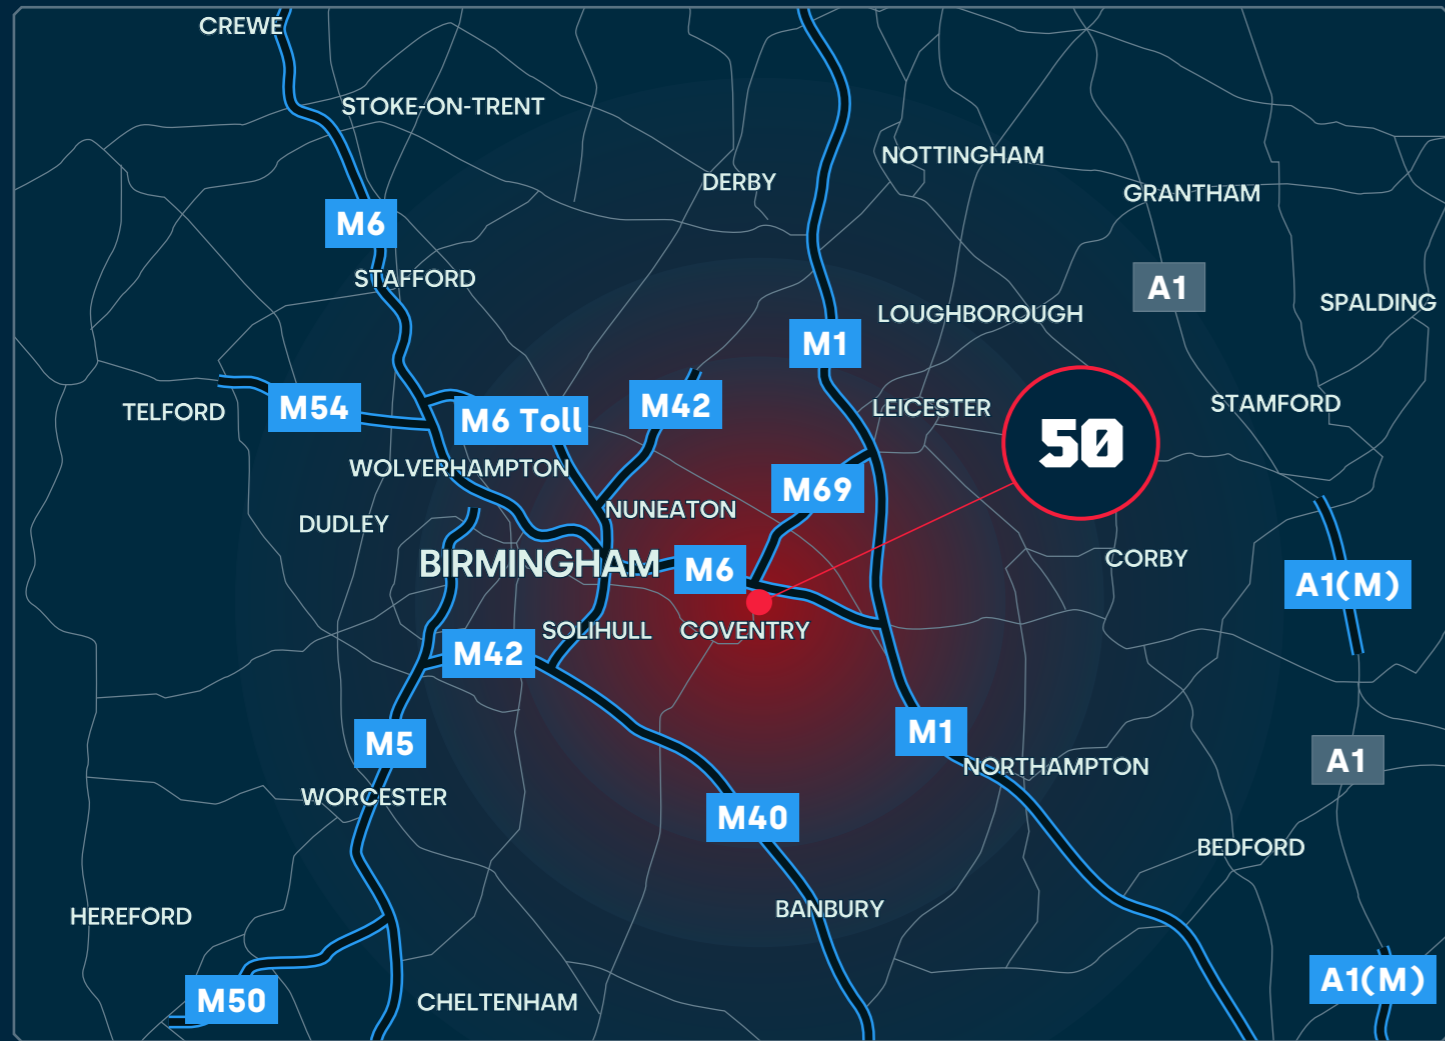 CREWE
STOKE-ON-TRENT
NOTTINGHAM
DERBY
GRANTHAM
M6
STAFFORD
A1
SPALDING
LOUGHBOROUGH
M1
M54
M6 Toll
M42
LEICESTER
STAMFORD
TELFORD
50
WOLVERHAMPTON
M69
NUNEATON
DUDLEY
BIRMINGHAM
M6
CORBY
A1(M)
SOLIHULL
COVENTRY
M42
M5
M1
NORTHAMPTON
A1
WORCESTER
M40
BEDFORD
BANBURY
HEREFORD
M50
CHELTENHAM
A1(M)